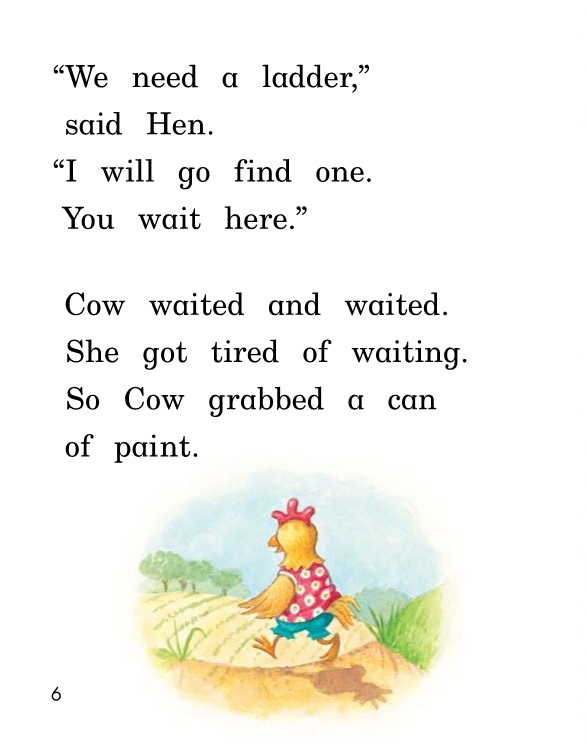 “We need a ladder,”
said Hen.
“I will go find one.
You wait here.”
Cow waited and waited.
She got tired of waiting.
So Cow grabbed a can
of paint.
6